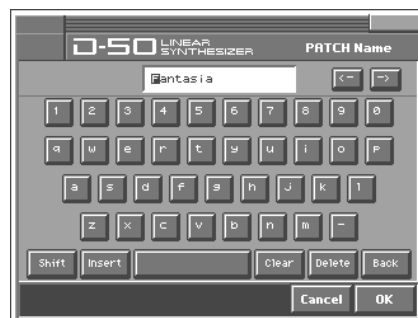 D-50 LINEAR SYNTHESIZER PATCH Name
Fantasia <- ->
1 2 3 4 5 6 7 8 9 0
q w e r t y u i o p
a s d f g h j k l
z x c v b n m -
Shift Insert Clear Delete Back
Cancel OK